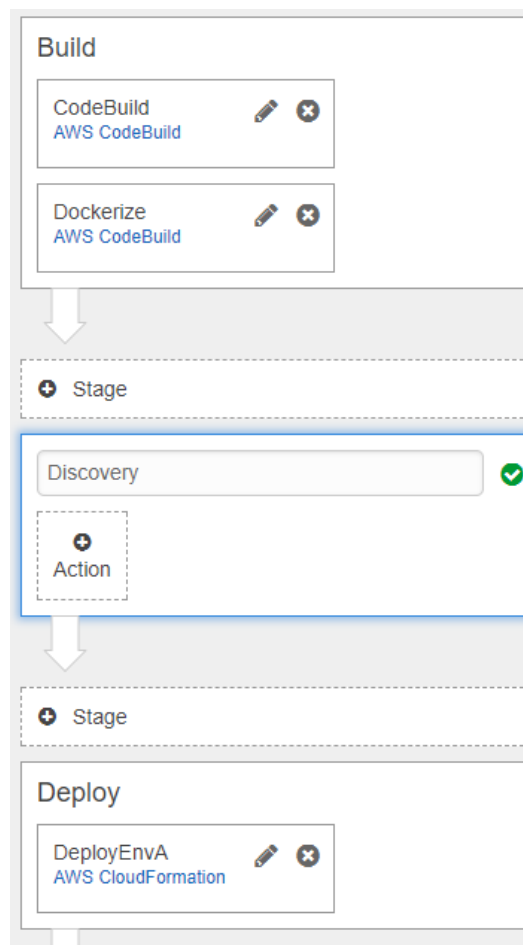 Build
CodeBuild
AWS CodeBuild
Dockerize
AWS CodeBuild
Stage
Discovery
Action
Stage
Deploy
DeployEnvA
AWS CloudFormation